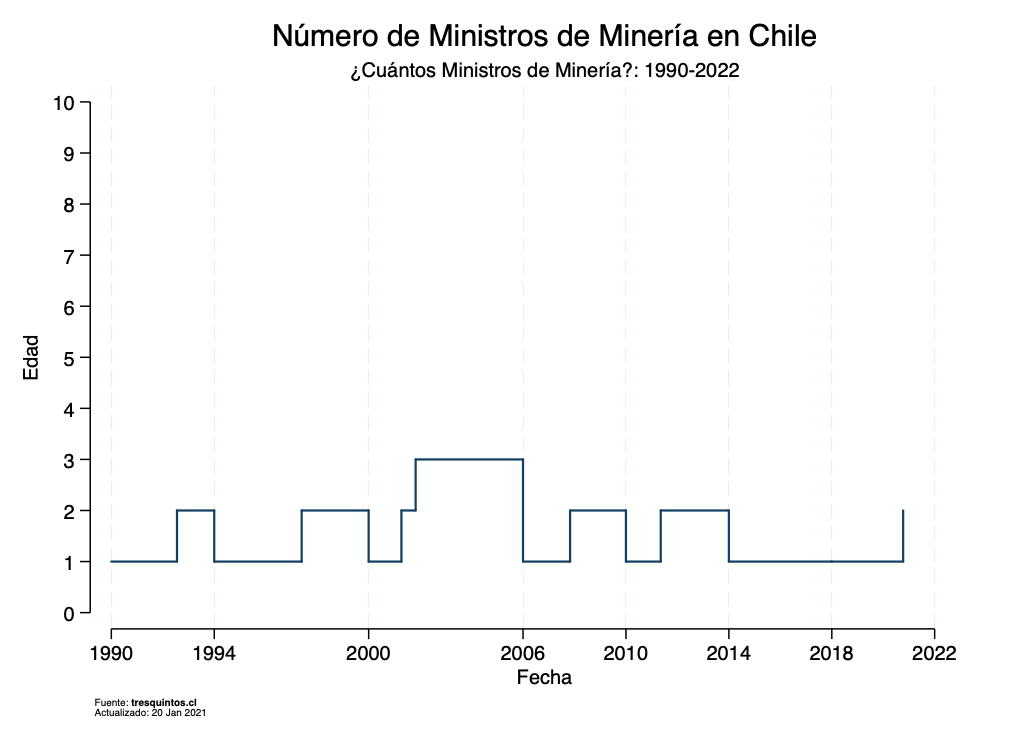 Número de Ministros de Minería en Chile
¿Cuántos Ministros de Minería?: 1990-2022
10
9
8
7
6
5
4
3
2
1
0
Edad
1990 1994 2000 2006 2010 2014 2018 2022
Fecha
Fuente: tresquintos.cl
Actualizado: 20 Jan 2021